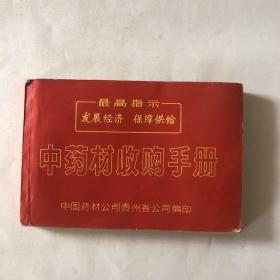 最高指示
发展经济 保障供给
中药材收购手册
中国药材公司贵州省公司编印